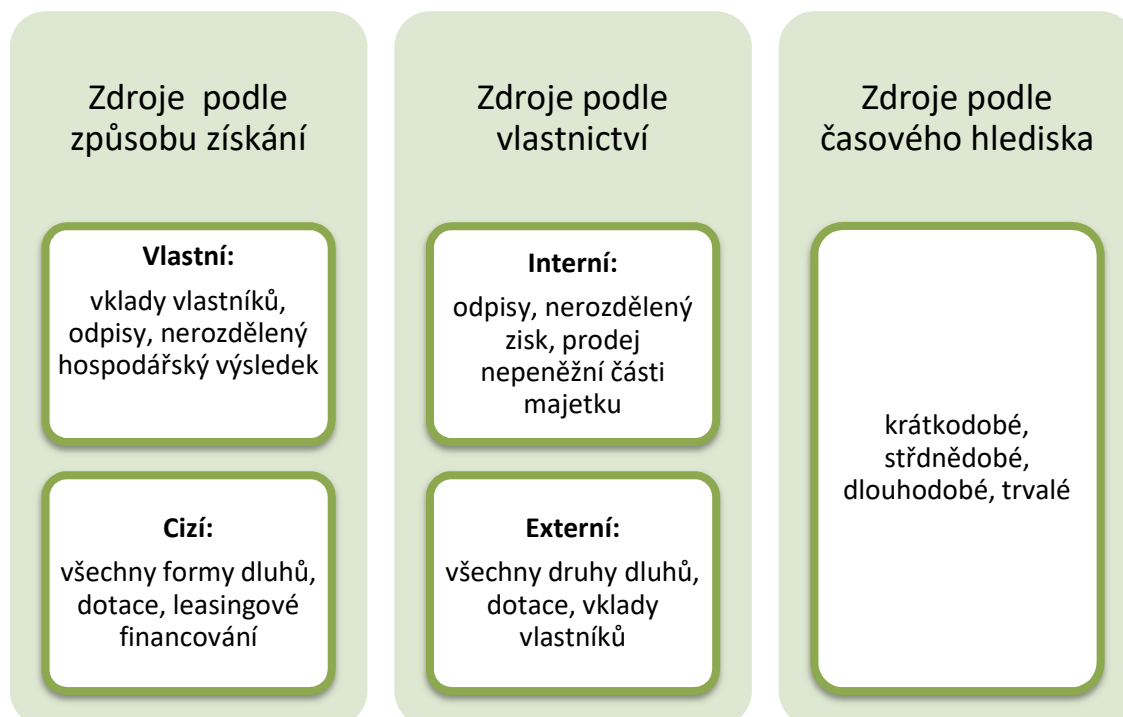 Zdroje podle
způsobu získání
Vlastní:
vklady vlastníků,
odpisy, nerozdělený
hospodářský výsledek
Cizí:
všechny formy dluhů,
dotace, leasingové
financování
Zdroje podle
vlastnictví
Interní:
odpisy, nerozdělený
zisk, prodej
nepeněžní části
majetku
Externí:
všechny druhy dluhů,
dotace, vklady
vlastníků
Zdroje podle
časového hlediska
krátkodobé,
střdnědobé,
dlouhodobé, trvalé